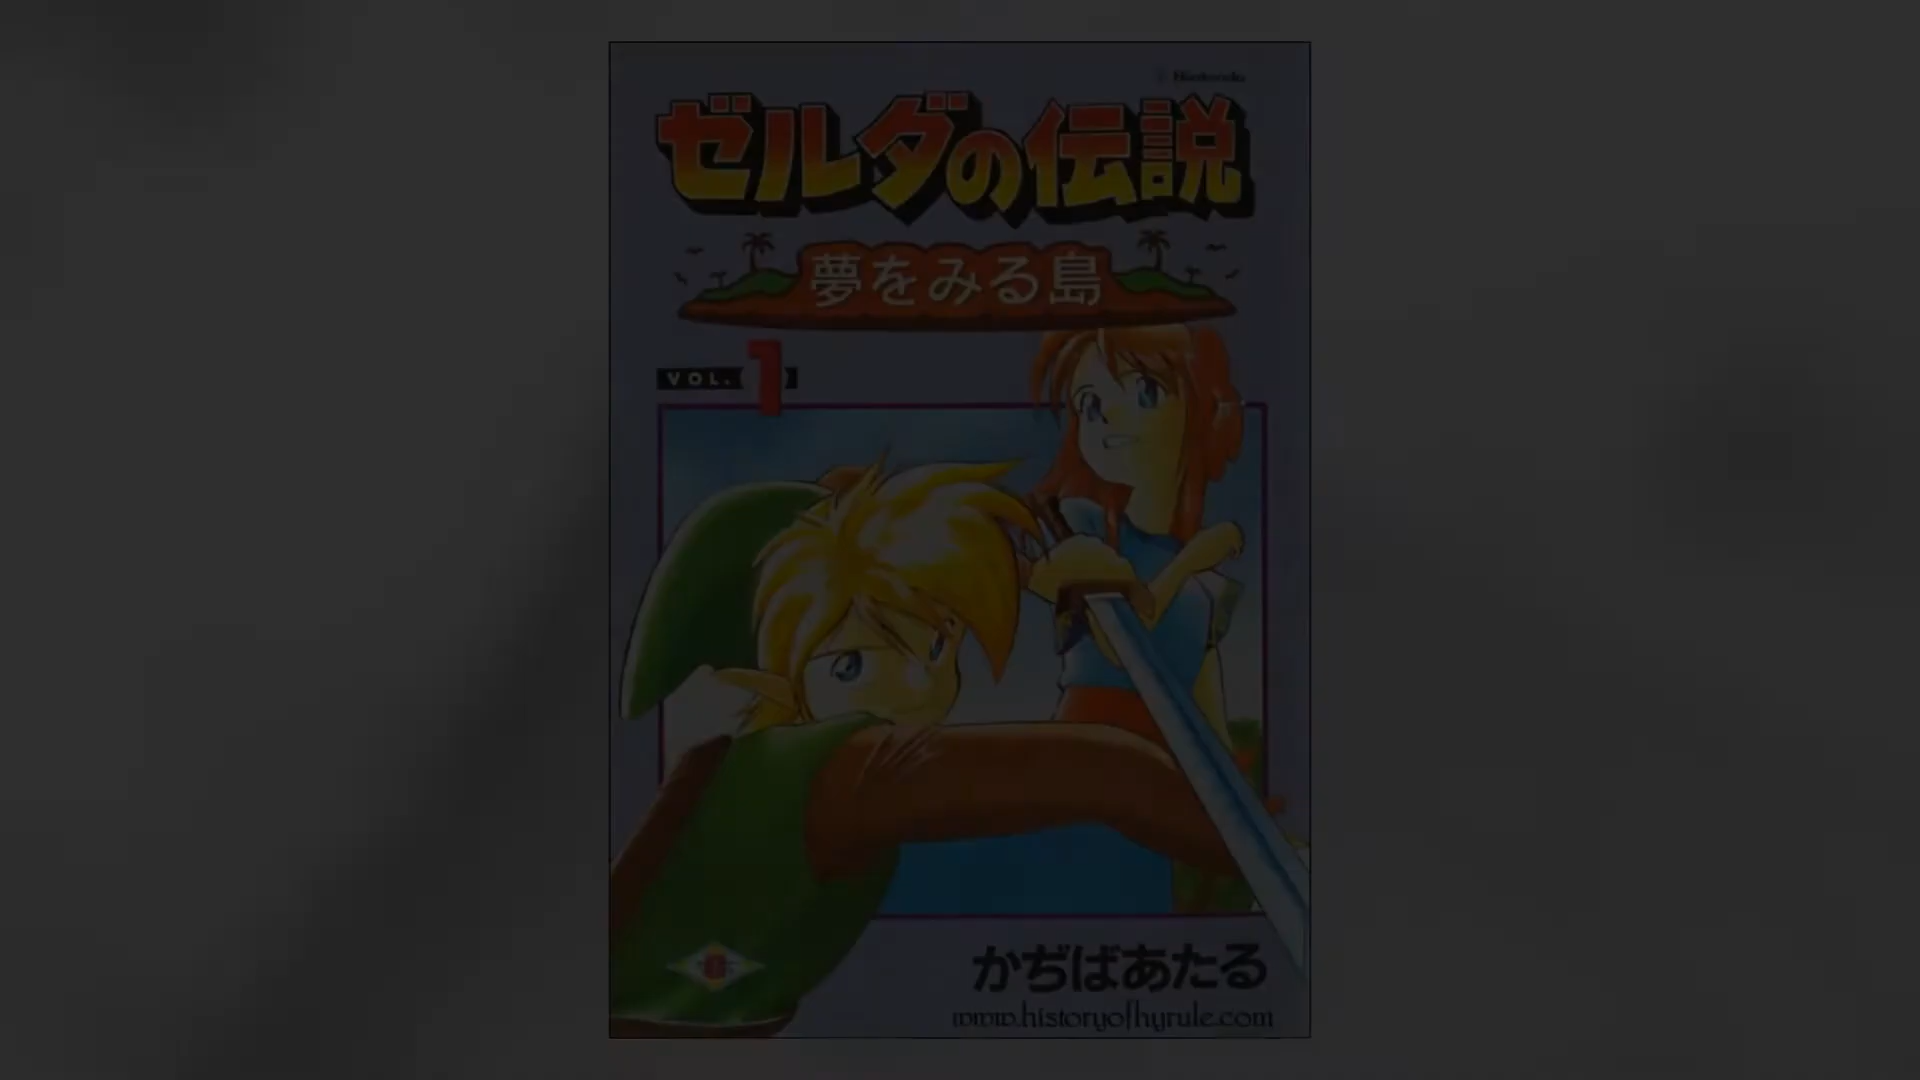 © Nintendo
ゼルダの伝説
夢をみる島
VOL. 1
かぢばあたる
www.historyofhyrule.com